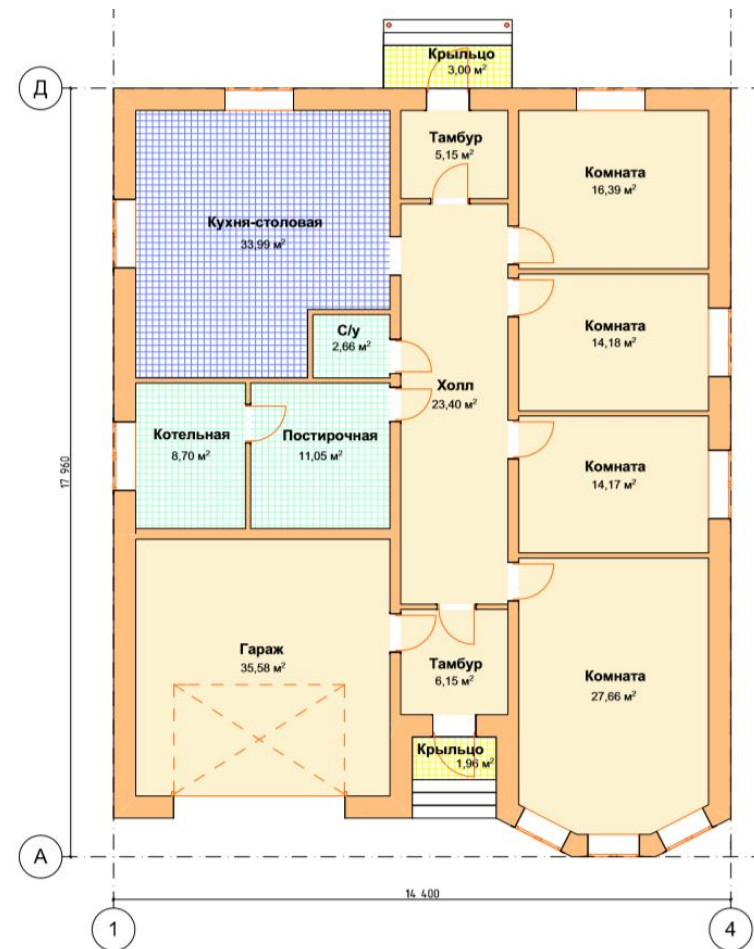 Крыльцо
3,00 м²
Д
Тамбур
5,15 м²
Комната
16,39 м²
Кухня-столовая
33,99 м²
С/у
2,66 м²
Комната
14,18 м²
Холл
23,40 м²
Котельная
8,70 м²
Постирочная
11,05 м²
Комната
14,17 м²
17 960
Гараж
35,58 м²
Тамбур
6,15 м²
Комната
27,66 м²
Крыльцо
1,96 м²
А
14 400
1
4